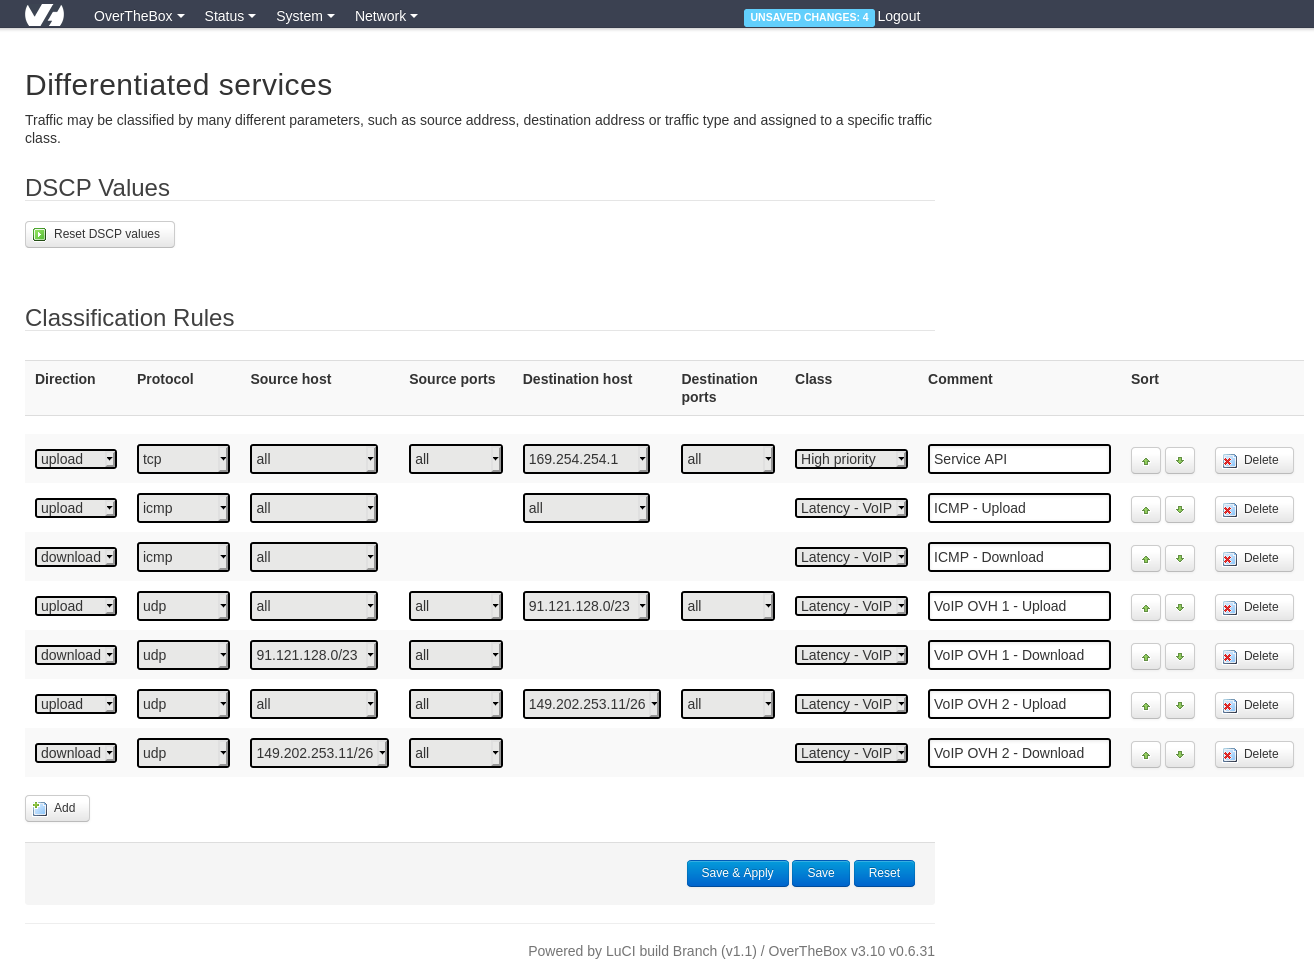 OverTheBox Status System Network UNSAVED CHANGES: 4 Logout
Differentiated services
Traffic may be classified by many different parameters, such as source address, destination address or traffic type and assigned to a specific traffic
class.
DSCP Values
Reset DSCP values
Classification Rules
Direction Protocol Source host Source ports Destination host Destination ports Class Comment Sort
upload tcp all all 169.254.254.1 all High priority Service API Delete
upload icmp all all Latency - VoIP ICMP - Upload Delete
download icmp all Latency - VoIP ICMP - Download Delete
upload udp all all 91.121.128.0/23 all Latency - VoIP VoIP OVH 1 - Upload Delete
download udp 91.121.128.0/23 all Latency - VoIP VoIP OVH 1 - Download Delete
upload udp all all 149.202.253.11/26 all Latency - VoIP VoIP OVH 2 - Upload Delete
download udp 149.202.253.11/26 all Latency - VoIP VoIP OVH 2 - Download Delete
Add
Save & Apply Save Reset
Powered by LuCI build Branch (v1.1) / OverTheBox v3.10 v0.6.31